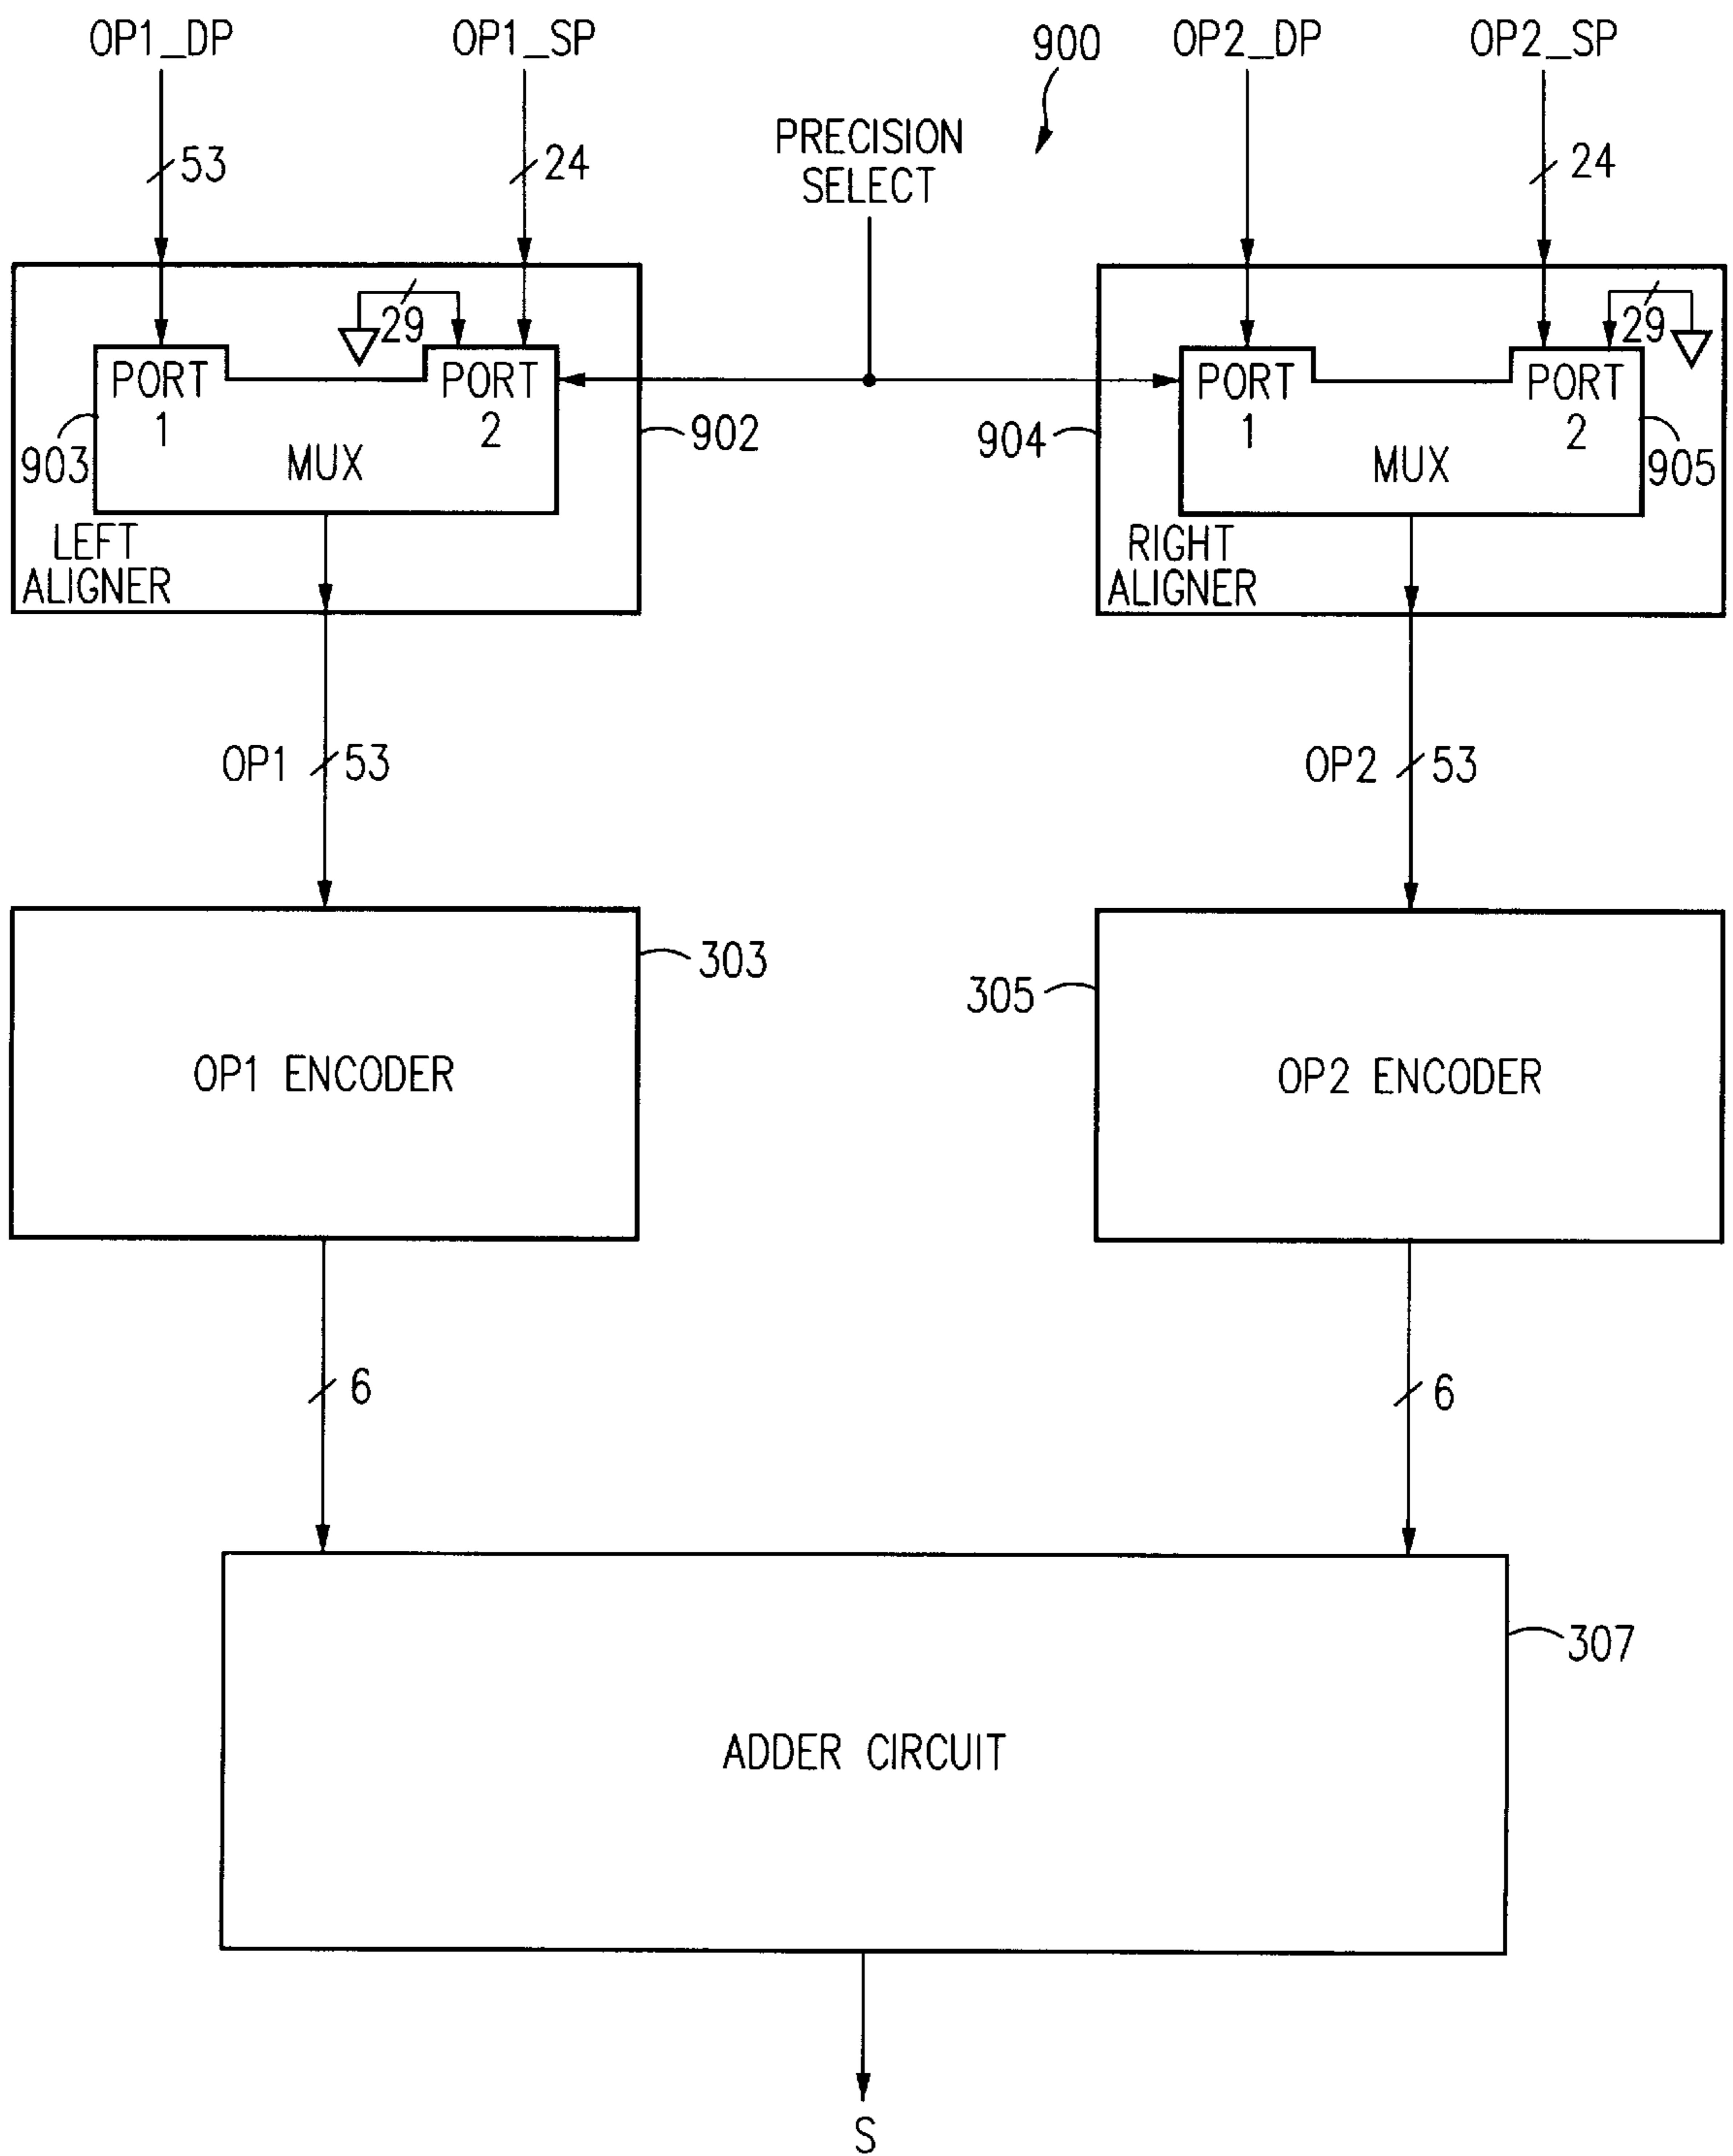 OP1_DP
OP1_SP
900
OP2_DP
OP2_SP
PRECISION
SELECT
53
24
24
29
29
PORT
1
PORT
2
MUX
903
902
LEFT
ALIGNER
904
PORT
1
PORT
2
MUX
905
RIGHT
ALIGNER
OP1
53
OP2
53
303
305
OP1 ENCODER
OP2 ENCODER
6
6
307
ADDER CIRCUIT
S